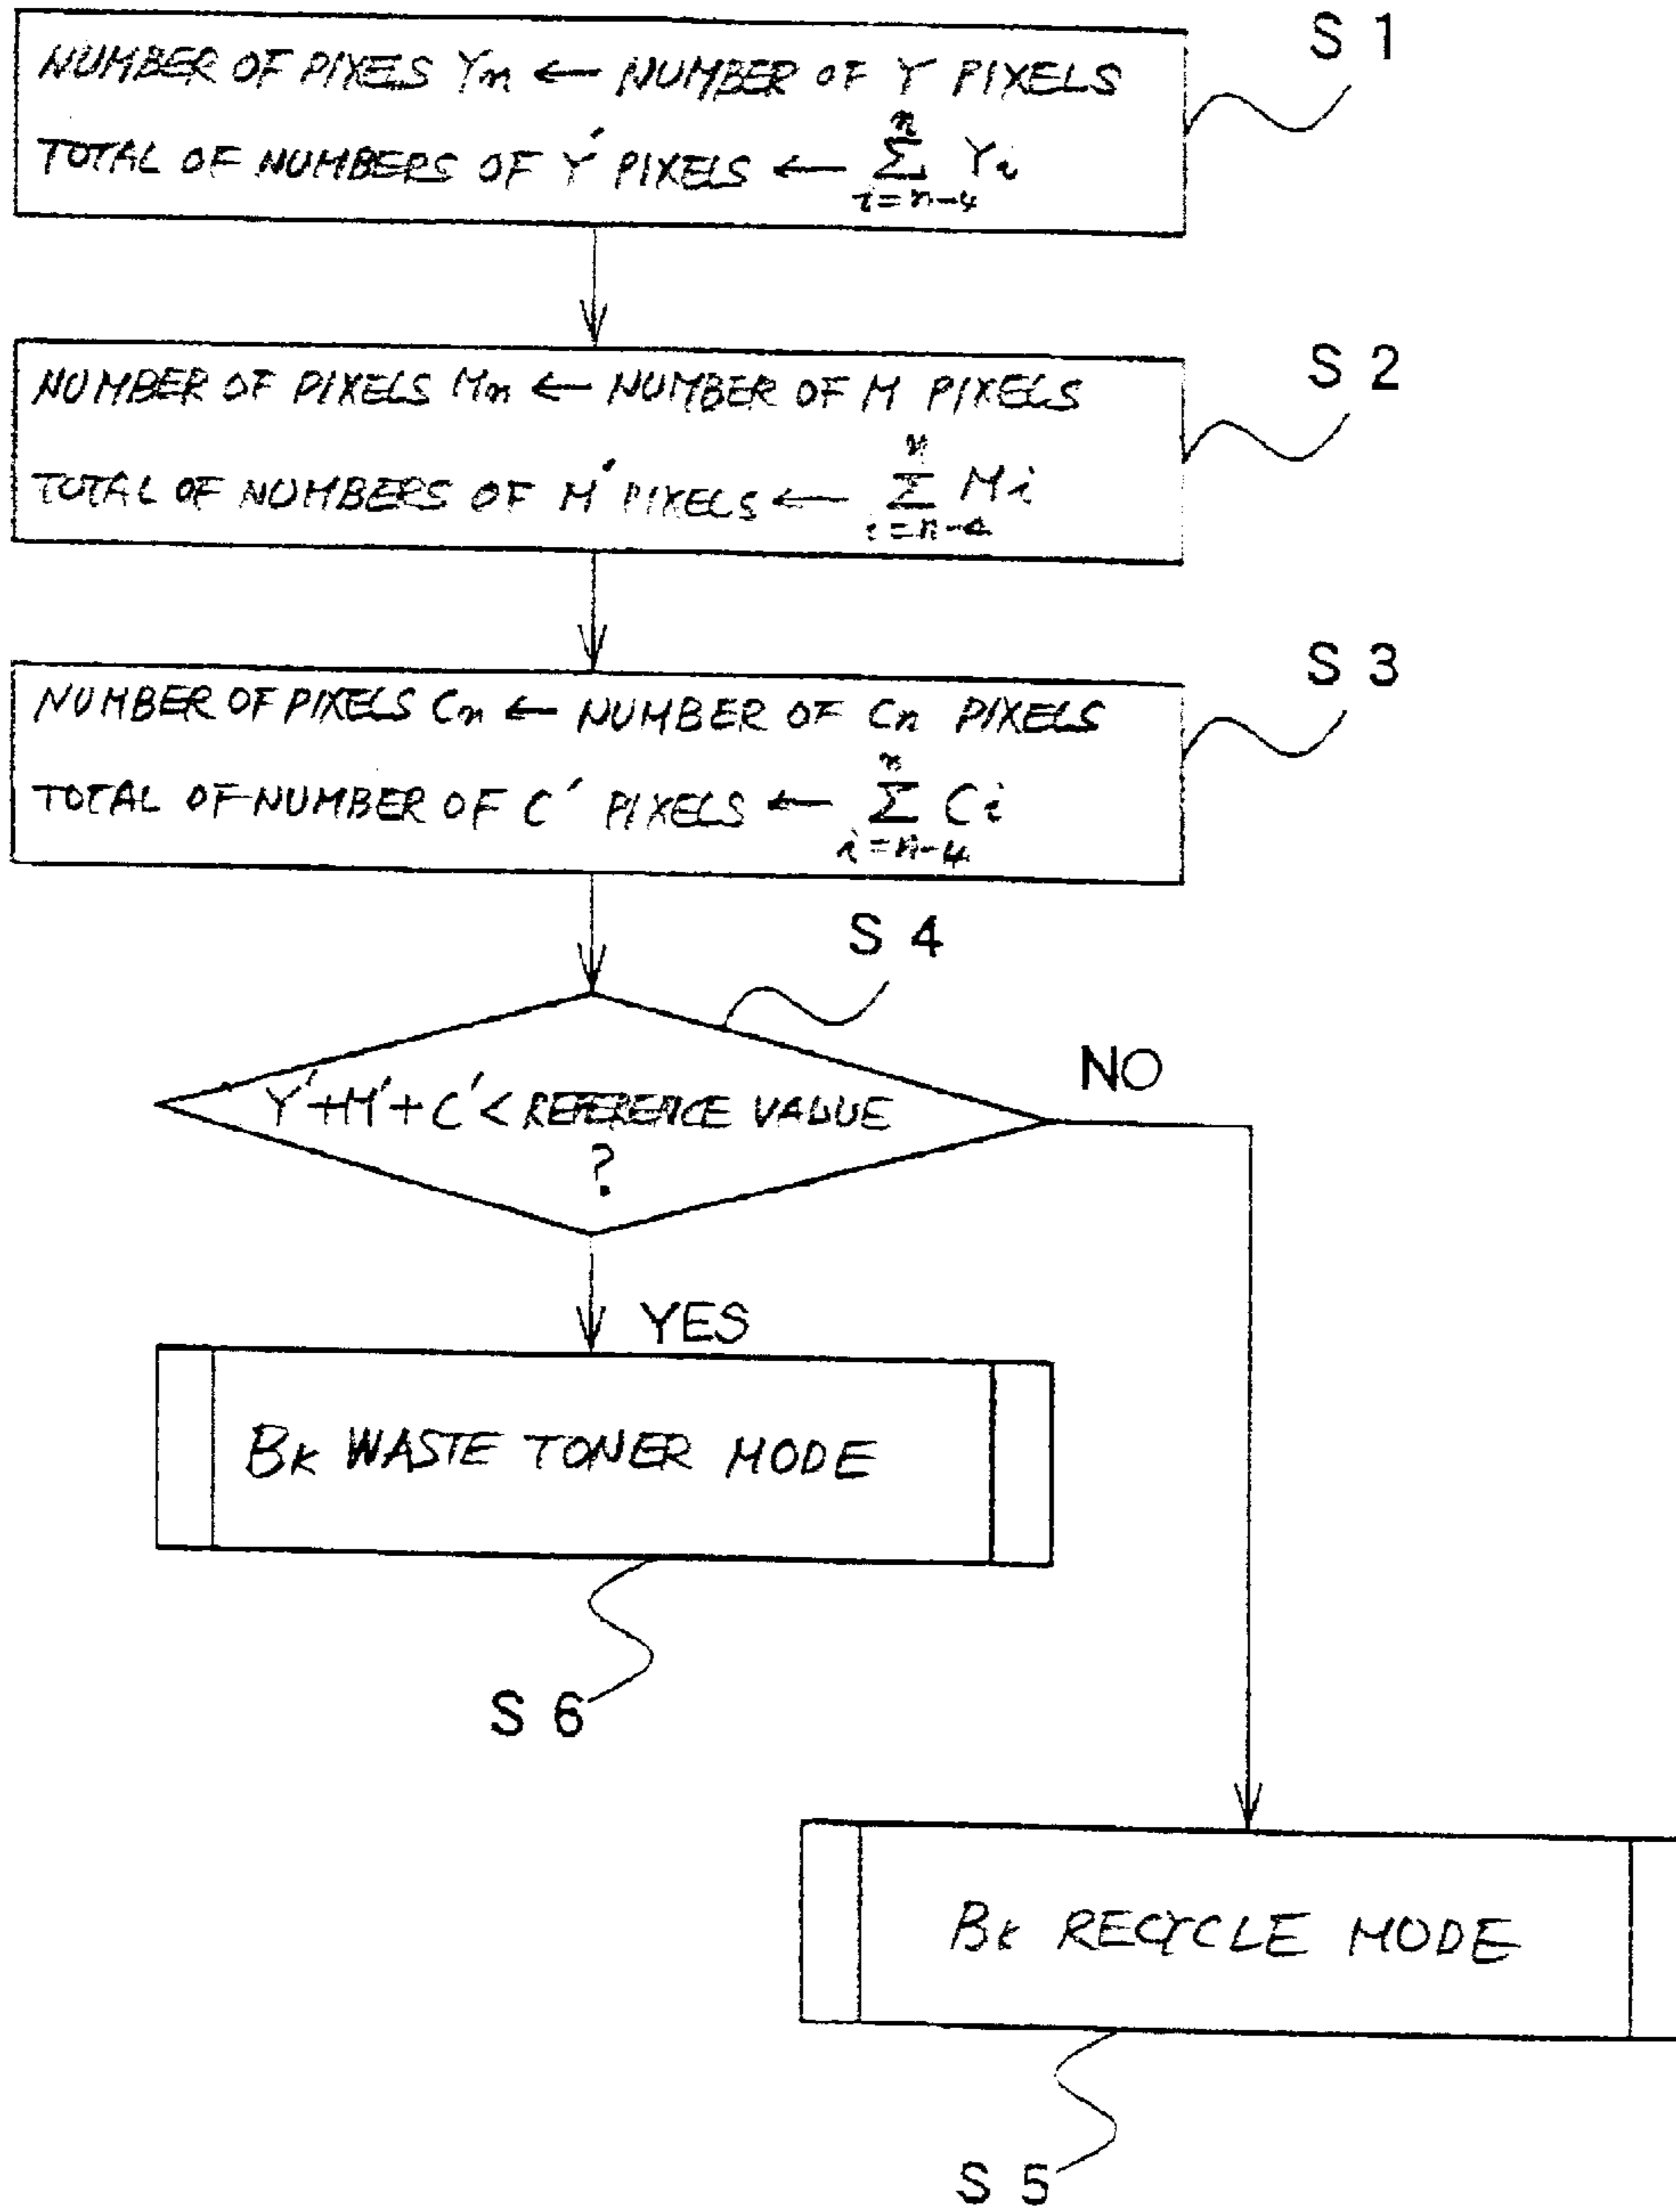 S 1
NUMBER OF PIXES Yn ← NUMBER OF Y PIXELS
TOTAL OF NUMBERS OF Y' PIXELS ← n∑i=n-4 Yi
S 2
NUMBER OF PIXELS Mn ← NUMBER OF M PIXELS
TOTAL OF NUMBERS OF M' PIXELS ← n∑i=n-4 Mi
S 3
NUMBER OF PIXELS Cn ← NUMBER OF Cn PIXELS
TOTAL OF NUMBER OF C' PIXELS ← n∑i=n-4 Ci
S 4
Y'+M'+C'< REFERENCE VALUE
?
NO
YES
BK WASTE TONER MODE
S 6
BK RECYCLE MODE
S 5